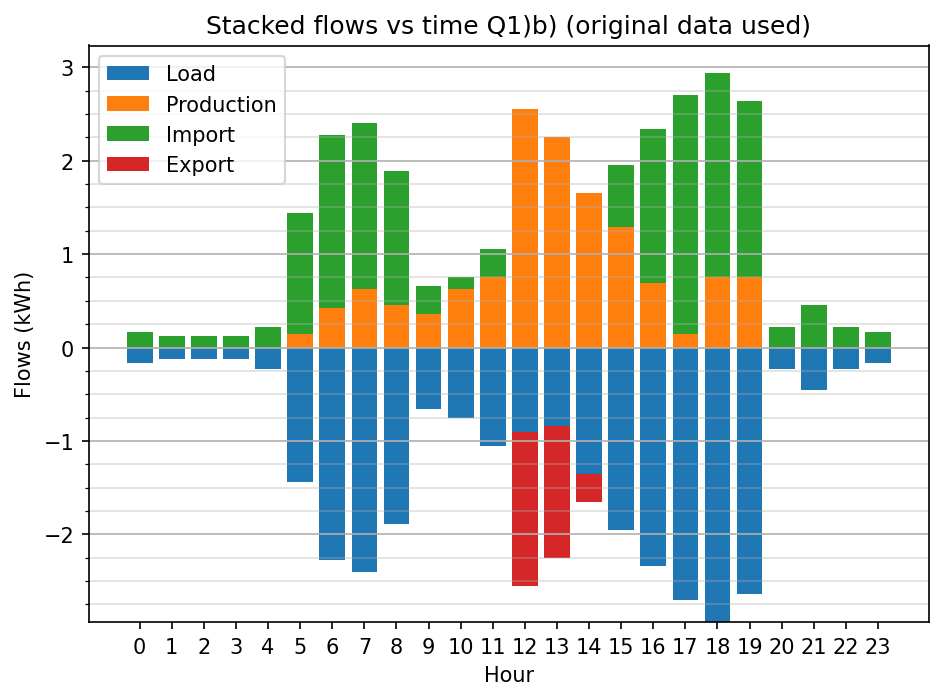 Stacked flows vs time Q1)b) (original data used)
Load
Production
Import
Export
3
2
1
0
−1
−2
Flows (kWh)
0 1 2 3 4 5 6 7 8 9 10 11 12 13 14 15 16 17 18 19 20 21 22 23
Hour